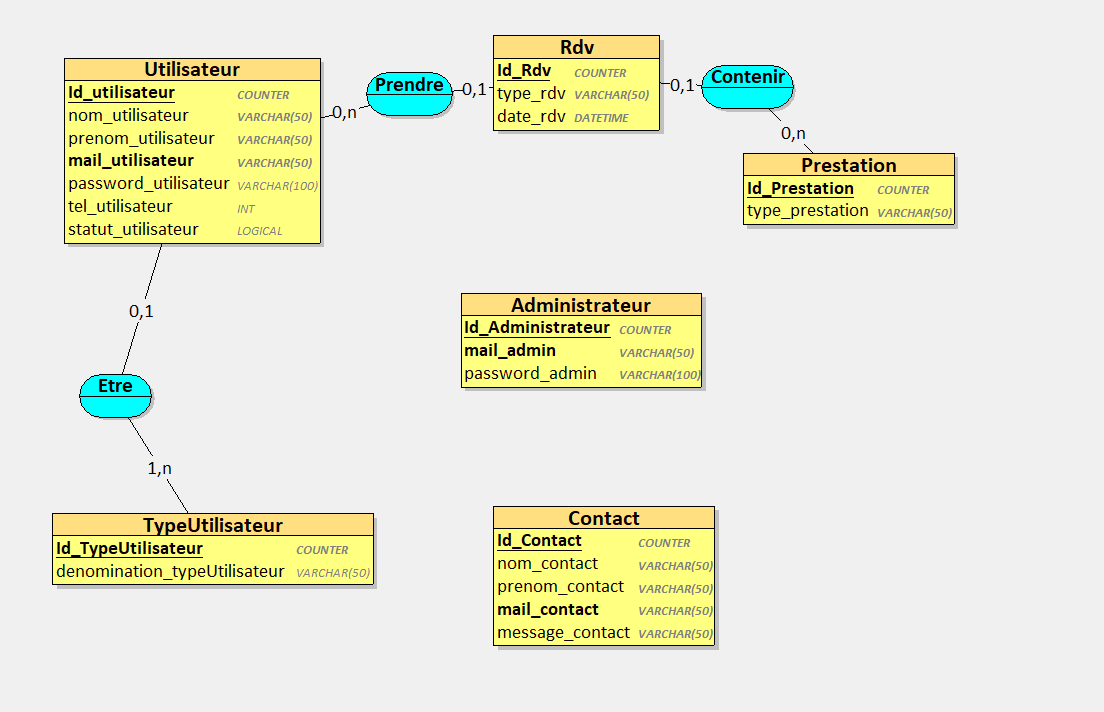 Utilisateur
Id_utilisateur COUNTER
nom_utilisateur VARCHAR(50)
prenom_utilisateur VARCHAR(50)
mail_utilisateur VARCHAR(50)
password_utilisateur VARCHAR(100)
tel_utilisateur INT
statut_utilisateur LOGICAL
0,n
Prendre
0,1
Rdv
Id_Rdv COUNTER
type_rdv VARCHAR(50)
date_rdv DATETIME
0,1
Contenir
0,n
Prestation
Id_Prestation COUNTER
type_prestation VARCHAR(50)
0,1
Etre
1,n
Administrateur
Id_Administrateur COUNTER
mail_admin VARCHAR(50)
password_admin VARCHAR(100)
TypeUtilisateur
Id_TypeUtilisateur COUNTER
denomination_typeUtilisateur VARCHAR(50)
Contact
Id_Contact COUNTER
nom_contact VARCHAR(50)
prenom_contact VARCHAR(50)
mail_contact VARCHAR(50)
message_contact VARCHAR(50)